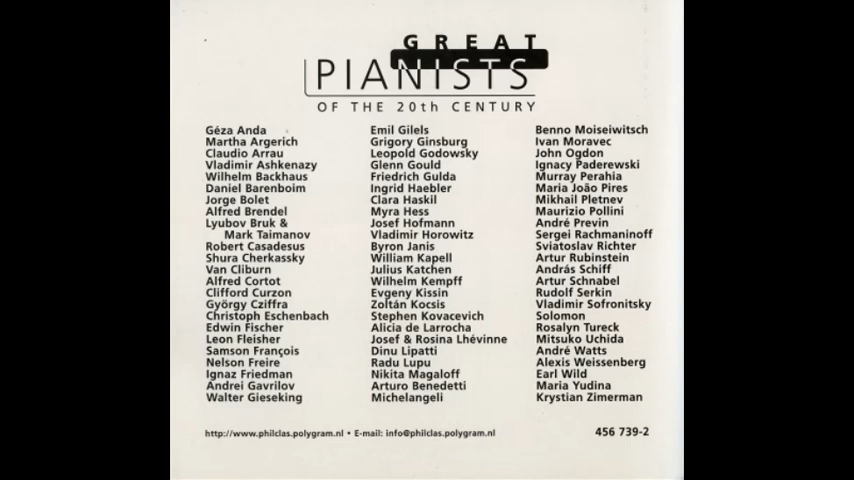 GREAT
PIANISTS
OF THE 20th CENTURY
Géza Anda
Martha Argerich
Claudio Arrau
Vladimir Ashkenazy
Wilhelm Backhaus
Daniel Barenboim
Jorge Bolet
Alfred Brendel
Lyubov Bruk &
Mark Taimanov
Robert Casadesus
Shura Cherkassky
Van Cliburn
Alfred Cortot
Clifford Curzon
György Cziffra
Christoph Eschenbach
Edwin Fischer
Leon Fleisher
Samson François
Nelson Freire
Ignaz Friedman
Andrei Gavrilov
Walter Gieseking
Emil Gilels
Grigory Ginsburg
Leopold Godowsky
Glenn Gould
Friedrich Gulda
Ingrid Haebler
Clara Haskil
Myra Hess
Josef Hofmann
Vladimir Horowitz
Byron Janis
William Kapell
Julius Katchen
Wilhelm Kempff
Evgeny Kissin
Zoltán Kocsis
Stephen Kovacevich
Alicia de Larrocha
Josef & Rosina Lhévinne
Dinu Lipatti
Radu Lupu
Nikita Magaloff
Arturo Benedetti
Michelangeli
Benno Moiseiwitsch
Ivan Moravec
John Ogdon
Ignacy Paderewski
Murray Perahia
Maria João Pires
Mikhail Pletnev
Maurizio Pollini
André Previn
Sergei Rachmaninoff
Sviatoslav Richter
Artur Rubinstein
András Schiff
Artur Schnabel
Rudolf Serkin
Vladimir Sofronitsky
Solomon
Rosalyn Tureck
Mitsuko Uchida
André Watts
Alexis Weissenberg
Earl Wild
Maria Yudina
Krystian Zimerman
http://www.philclas.polygram.nl • E-mail: info@philclas.polygram.nl
456 739-2